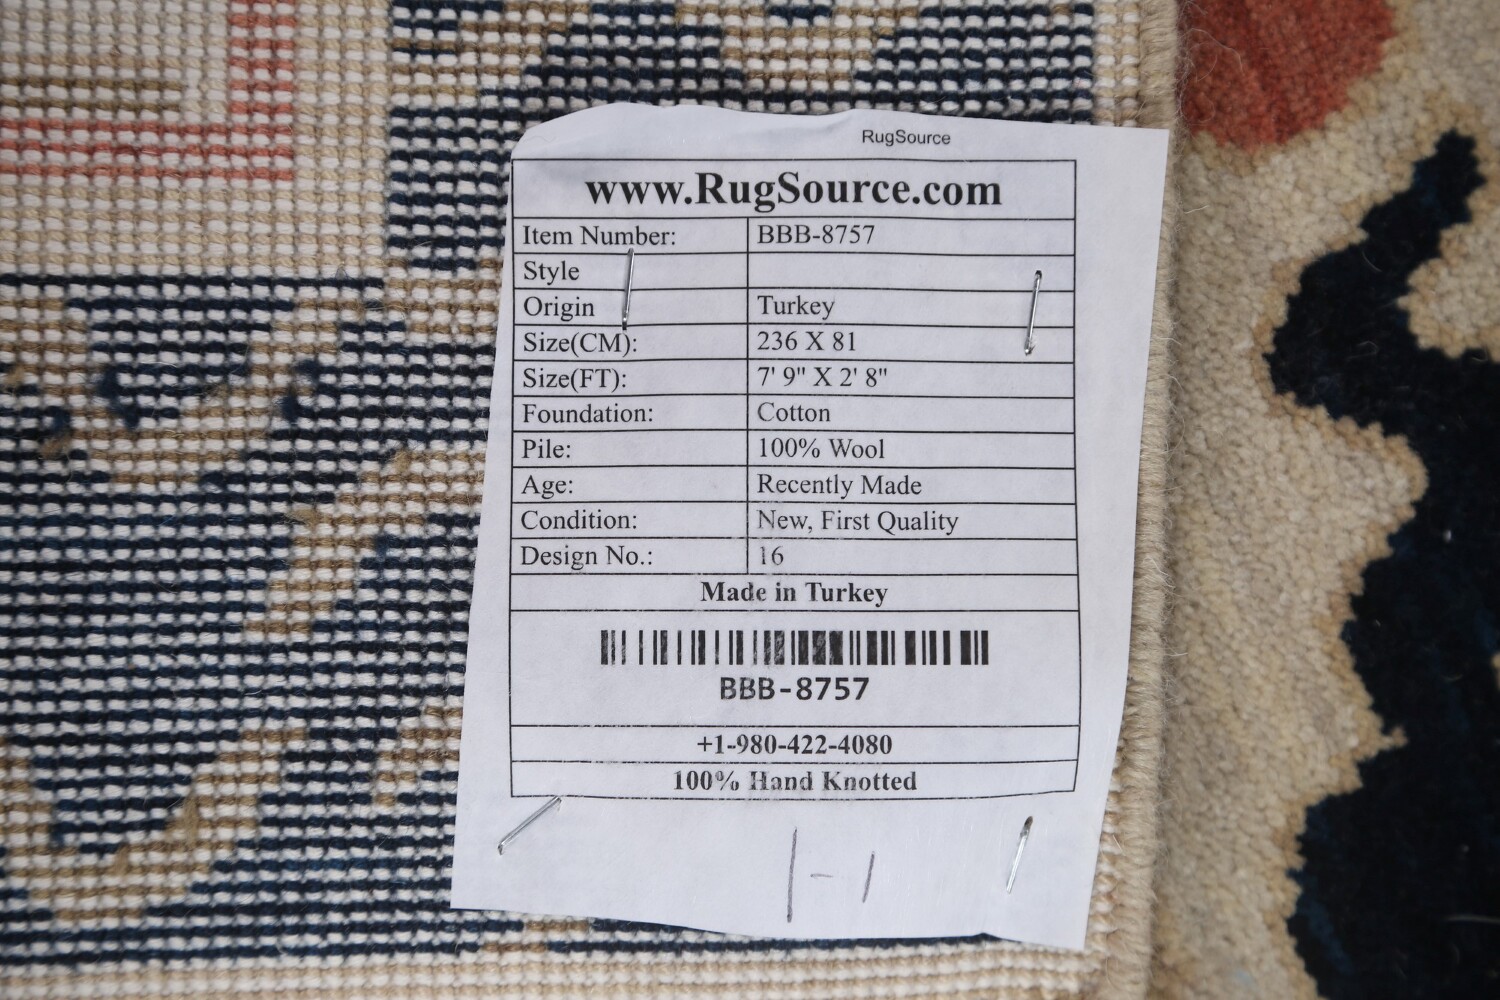 RugSource
www.RugSource.com
Item Number: BBB-8757
Style
Origin Turkey
Size(CM): 236 X 81
Size(FT): 7' 9" X 2' 8"
Foundation: Cotton
Pile: 100% Wool
Age: Recently Made
Condition: New, First Quality
Design No.: 16
Made in Turkey
BBB-8757
+1-980-422-4080
100% Hand Knotted
1-1